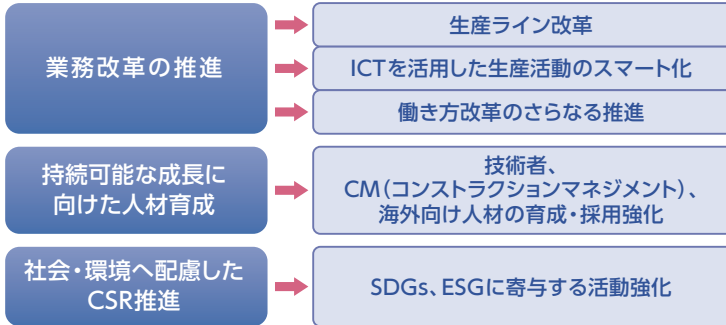 業務改革の推進
生産ライン改革
ICTを活用した生産活動のスマート化
働き方改革のさらなる推進
持続可能な成長に
向けた人材育成
技術者、
CM（コンストラクションマネジメント）、
海外向け人材の育成・採用強化
社会・環境へ配慮した
CSR推進
SDGs、ESGに寄与する活動強化